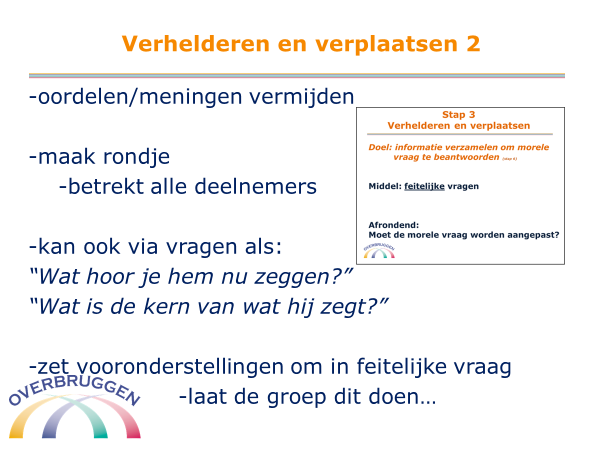 Verhelderen en verplaatsen 2
-oordelen/meningen vermijden
-maak rondje
-betrekt alle deelnemers
-kan ook via vragen als:
“Wat hoor je hem nu zeggen?”
“Wat is de kern van wat hij zegt?”
-zet vooronderstellingen om in feitelijke vraag
-laat de groep dit doen…
Stap 3
Verhelderen en verplaatsen
Doel: informatie verzamelen om morele
vraag te beantwoorden
Middel: feitelijke vragen
Afrondend:
Moet de morele vraag worden aangepast?
OVERBRUGGEN
OVERBRUGGEN